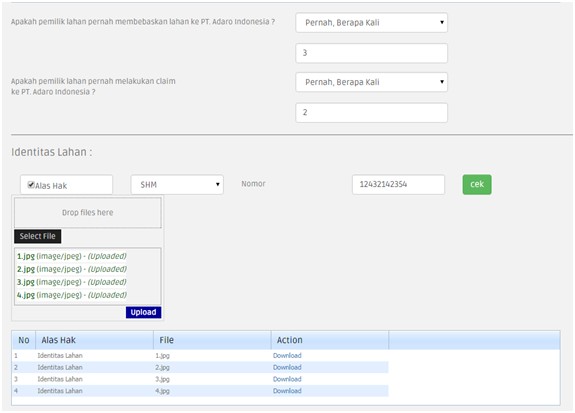 Apakah pemilik lahan pernah membebaskan lahan ke PT. Adaro Indonesia ?
Pernah, Berapa Kali
3
Apakah pemilik lahan pernah melakukan claim
ke PT. Adaro Indonesia ?
Pernah, Berapa Kali
2
Identitas Lahan :
Alas Hak
SHM
Nomor
12432142354
cek
Drop files here
Select File
1.jpg (image/jpeg) - (Uploaded)
2.jpg (image/jpeg) - (Uploaded)
3.jpg (image/jpeg) - (Uploaded)
4.jpg (image/jpeg) - (Uploaded)
Upload
No Alas Hak File Action
1 Identitas Lahan 1.jpg Download
2 Identitas Lahan 2.jpg Download
3 Identitas Lahan 3.jpg Download
4 Identitas Lahan 4.jpg Download